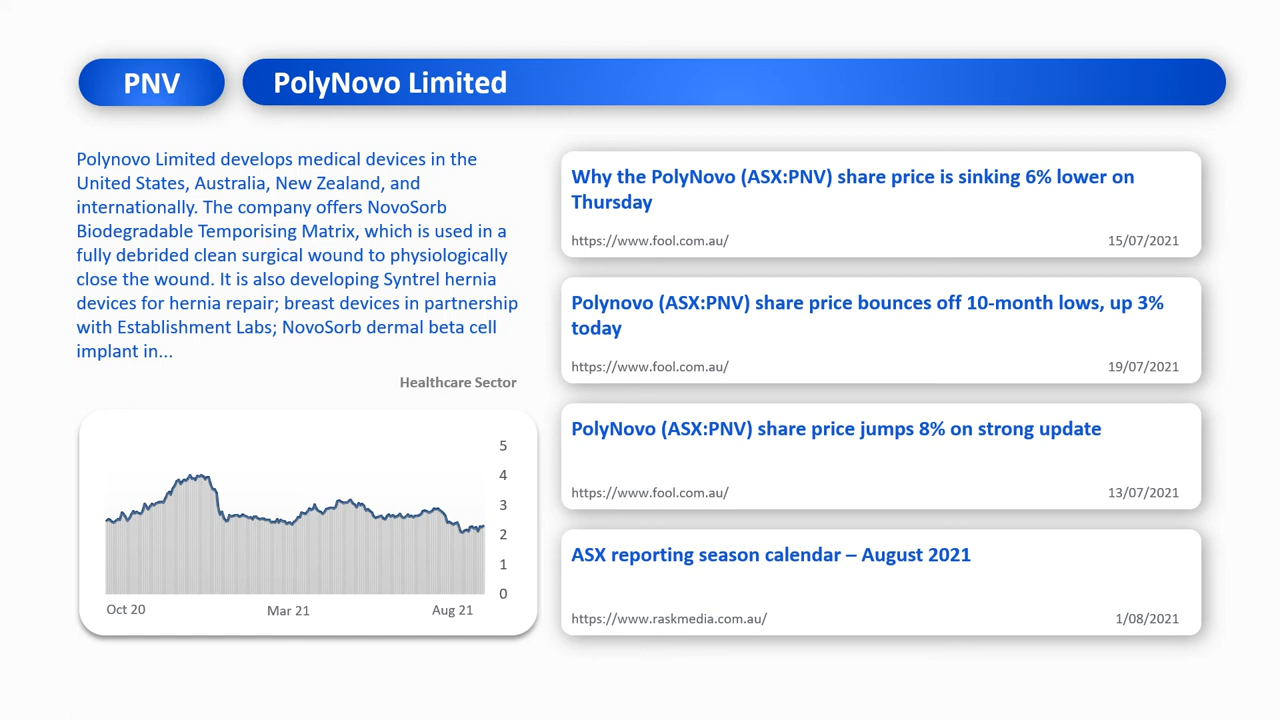 PNV
PolyNovo Limited
Polynovo Limited develops medical devices in the
United States, Australia, New Zealand, and
internationally. The company offers NovoSorb
Biodegradable Temporising Matrix, which is used in a
fully debrided clean surgical wound to physiologically
close the wound. It is also developing Syntrel hernia
devices for hernia repair; breast devices in partnership
with Establishment Labs; NovoSorb dermal beta cell
implant in...
Healthcare Sector
5
4
3
2
1
0
Oct 20
Mar 21
Aug 21
Why the PolyNovo (ASX:PNV) share price is sinking 6% lower on
Thursday
https://www.fool.com.au/
15/07/2021
Polynovo (ASX:PNV) share price bounces off 10-month lows, up 3%
today
https://www.fool.com.au/
19/07/2021
PolyNovo (ASX:PNV) share price jumps 8% on strong update
https://www.fool.com.au/
13/07/2021
ASX reporting season calendar – August 2021
https://www.raskmedia.com.au/
1/08/2021